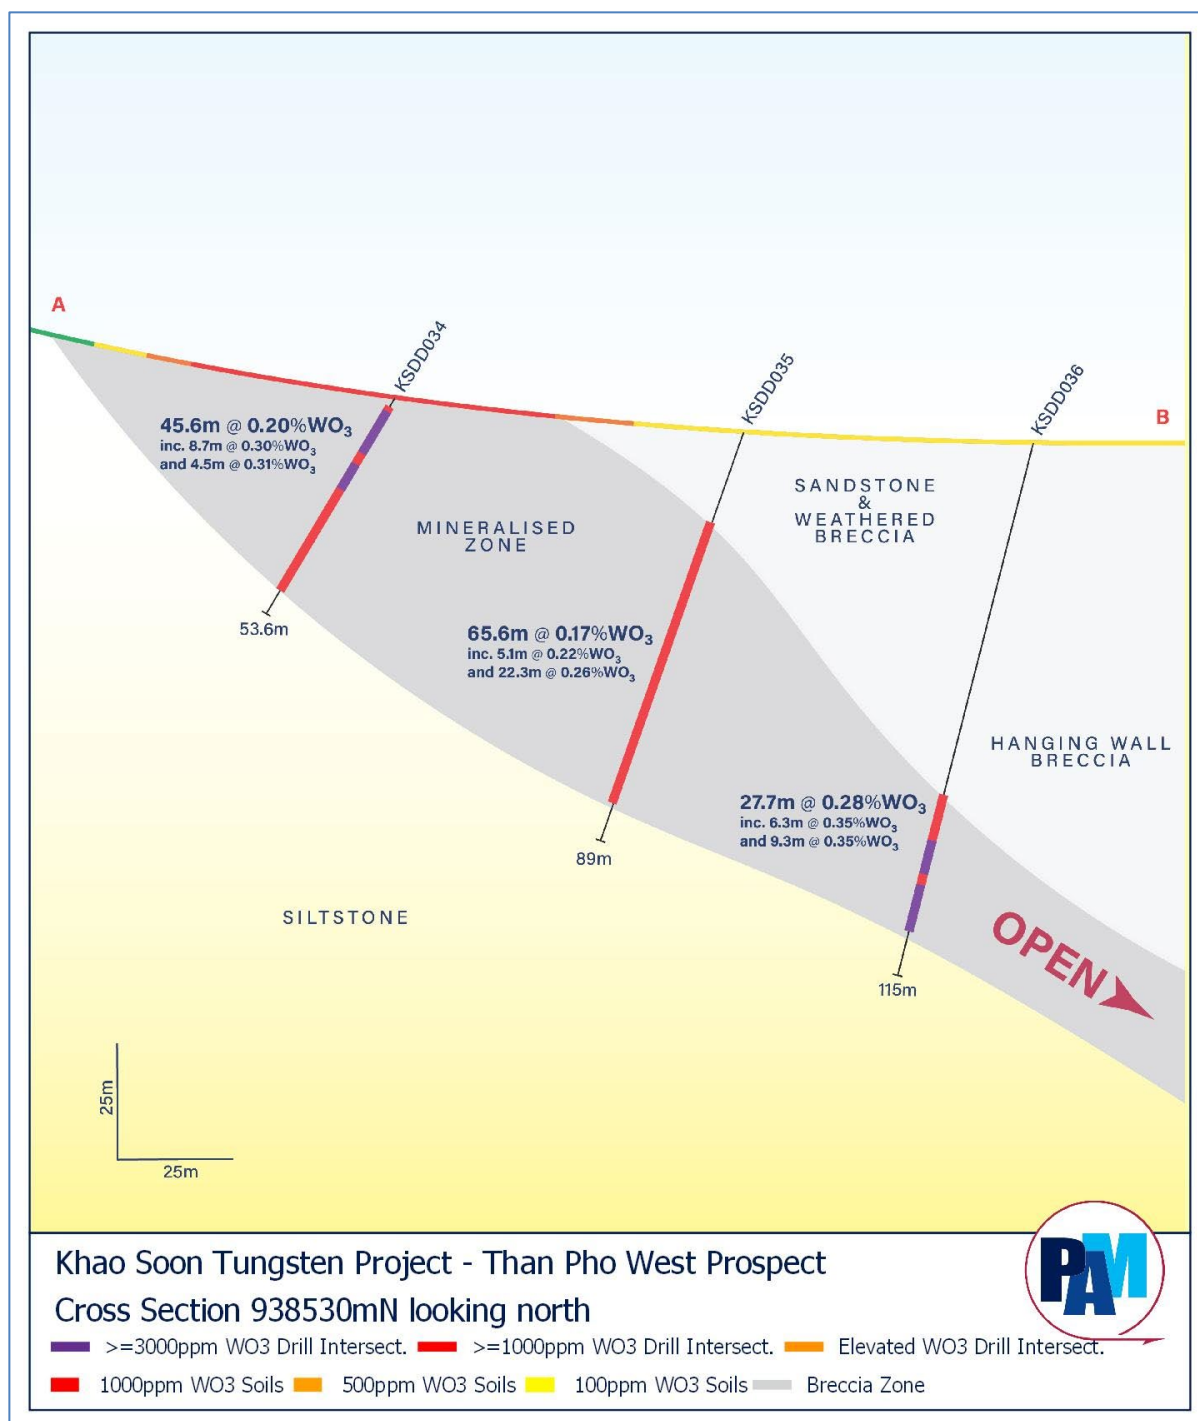 A
KSDD034
KSDD035
KSDD036
B
45.6m @ 0.20%WO₃
inc. 8.7m @ 0.30%WO₃
and 4.5m @ 0.31%WO₃
53.6m
MINERALISED
ZONE
SANDSTONE
&
WEATHERED
BRECCIA
65.6m @ 0.17%WO₃
inc. 5.1m @ 0.22%WO₃
and 22.3m @ 0.26%WO₃
89m
HANGING WALL
BRECCIA
27.7m @ 0.28%WO₃
inc. 6.3m @ 0.35%WO₃
and 9.3m @ 0.35%WO₃
115m
SILTSTONE
OPEN
25m
25m
Khao Soon Tungsten Project - Than Pho West Prospect
Cross Section 938530mN looking north
PAM
>=3000ppm WO3 Drill Intersect. >=1000ppm WO3 Drill Intersect. Elevated WO3 Drill Intersect.
1000ppm WO3 Soils 500ppm WO3 Soils 100ppm WO3 Soils Breccia Zone